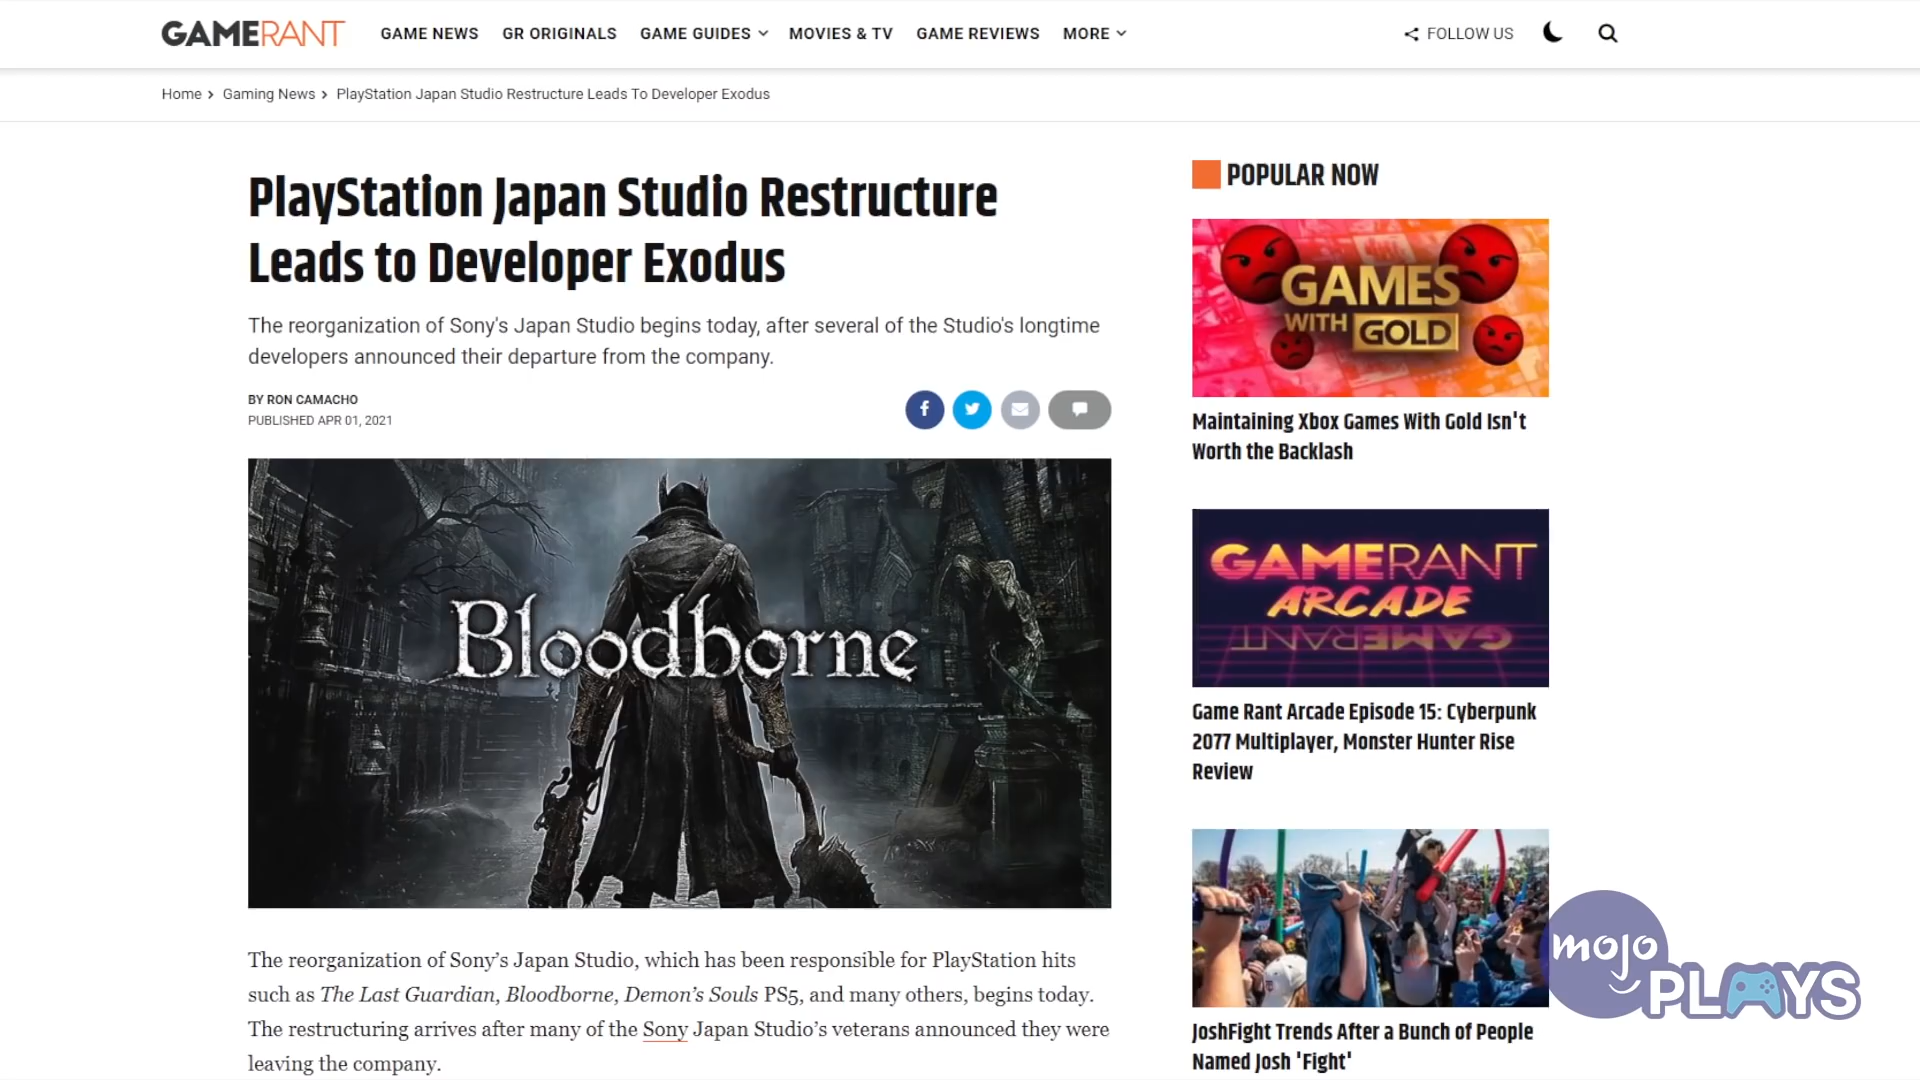 GAMERANT
GAME NEWS
GR ORIGINALS
GAME GUIDES
MOVIES & TV
GAME REVIEWS
MORE
FOLLOW US
Home
Gaming News
PlayStation Japan Studio Restructure Leads To Developer Exodus
PlayStation Japan Studio Restructure
Leads to Developer Exodus
The reorganization of Sony's Japan Studio begins today, after several of the Studio's longtime
developers announced their departure from the company.
BY RON CAMACHO
PUBLISHED APR 01, 2021
Bloodborne
The reorganization of Sony’s Japan Studio, which has been responsible for PlayStation hits
such as The Last Guardian, Bloodborne, Demon’s Souls PS5, and many others, begins today.
The restructuring arrives after many of the Sony Japan Studio’s veterans announced they were
leaving the company.
POPULAR NOW
GAMES
WITH GOLD
Maintaining Xbox Games With Gold Isn't
Worth the Backlash
GAMERANT
ARCADE
GAMERANT
Game Rant Arcade Episode 15: Cyberpunk
2077 Multiplayer, Monster Hunter Rise
Review
JoshFight Trends After a Bunch of People
Named Josh 'Fight'
mojo
PLAYS